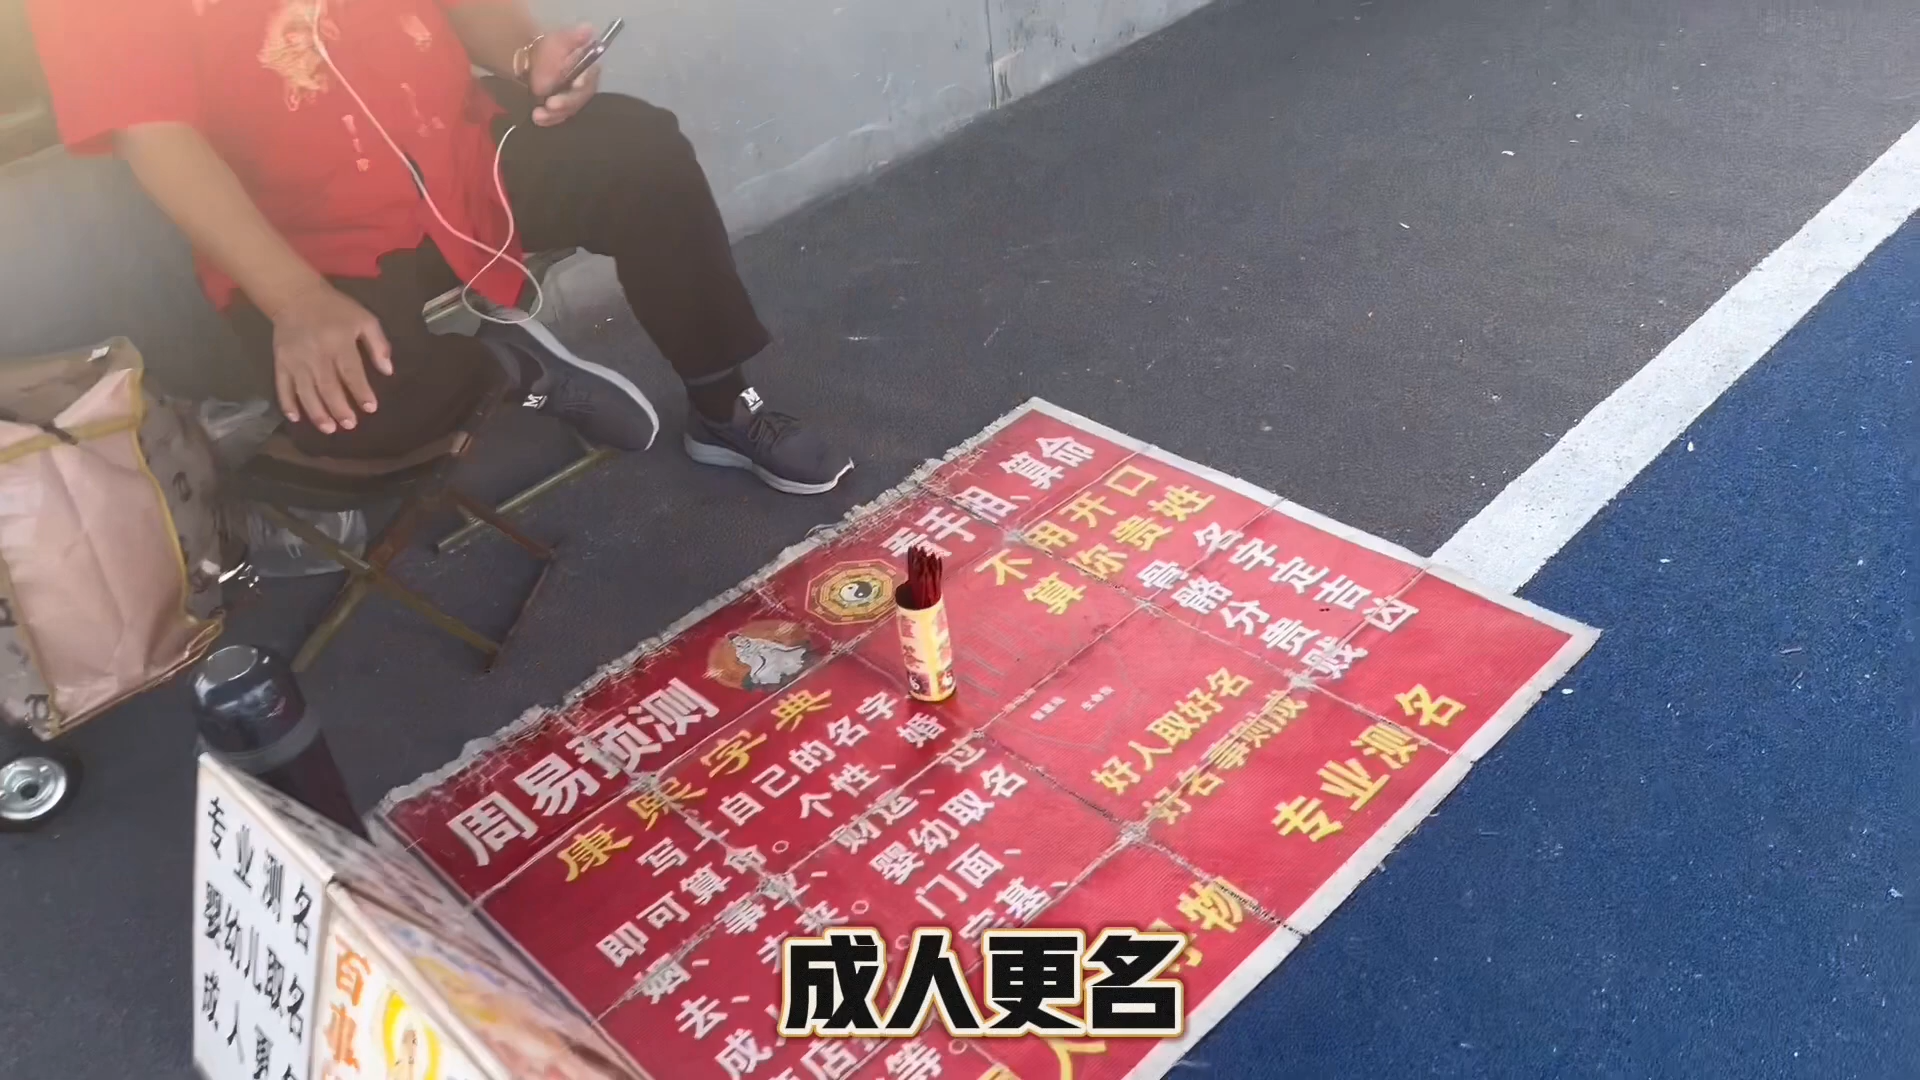 看手相、算命
不用开口
算你贵姓
名字定吉凶
骨骼分贵贱
周易预测
康熙字典
写上自己的名字
即可算命。个性、婚
姻、事业、财运、过
去、未来。婴幼取名
门面、
好人取好名
好名事则成
专业测名
专业测名
婴幼儿取名
成人更名
M
M
成人更名